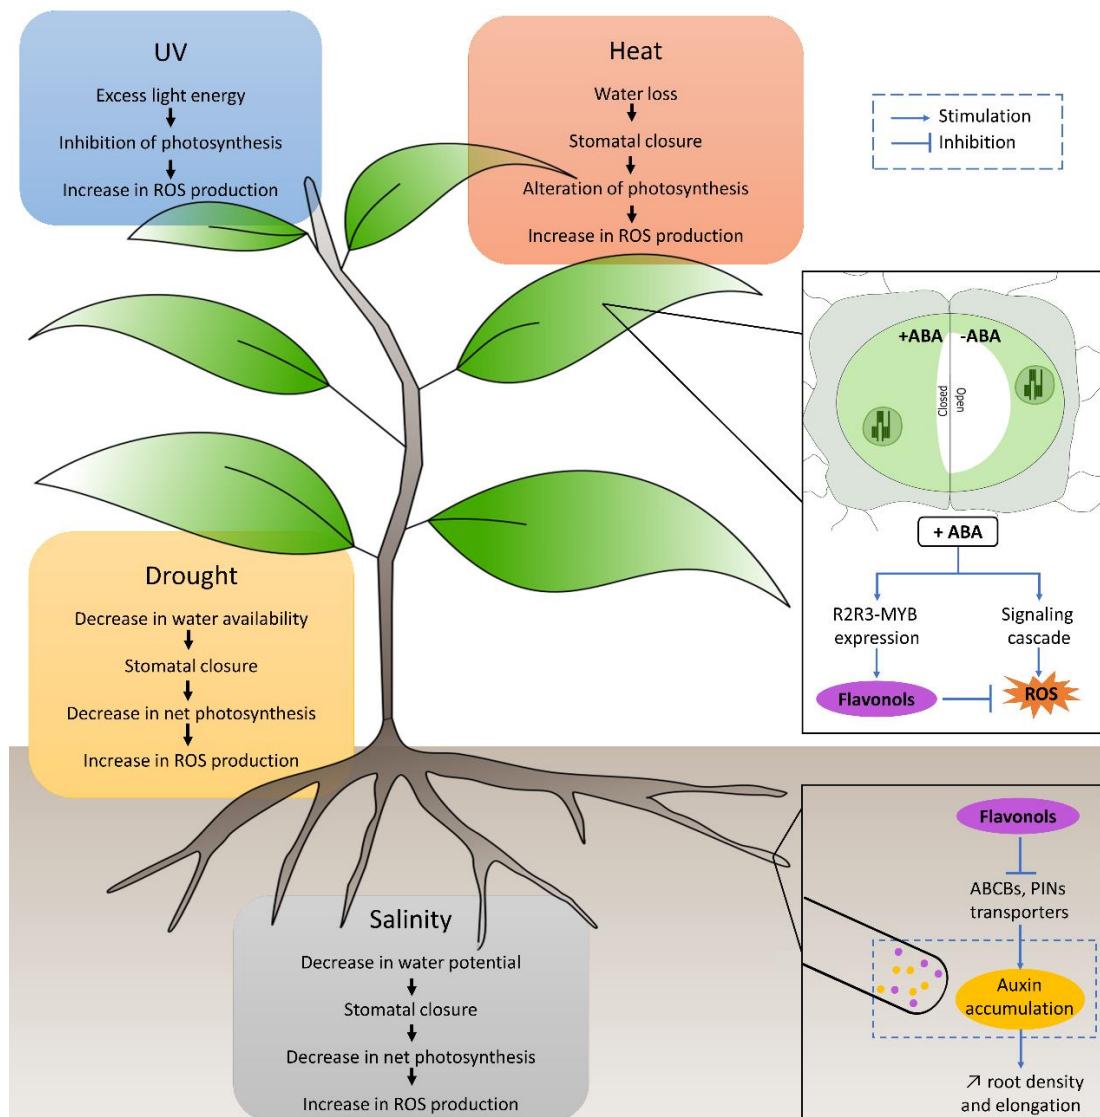 UV
Excess light energy
Inhibition of photosynthesis
Increase in ROS production
Heat
Water loss
Stomatal closure
Alteration of photosynthesis
Increase in ROS production
Stimulation
Inhibition
+ABA -ABA
Closed
Open
+ ABA
R2R3-MYB
expression
Signaling
cascade
Flavonols
ROS
Drought
Decrease in water availability
Stomatal closure
Decrease in net photosynthesis
Increase in ROS production
Flavonols
ABCBs, PINs
transporters
Auxin
accumulation
↗ root density
and elongation
Salinity
Decrease in water potential
Stomatal closure
Decrease in net photosynthesis
Increase in ROS production